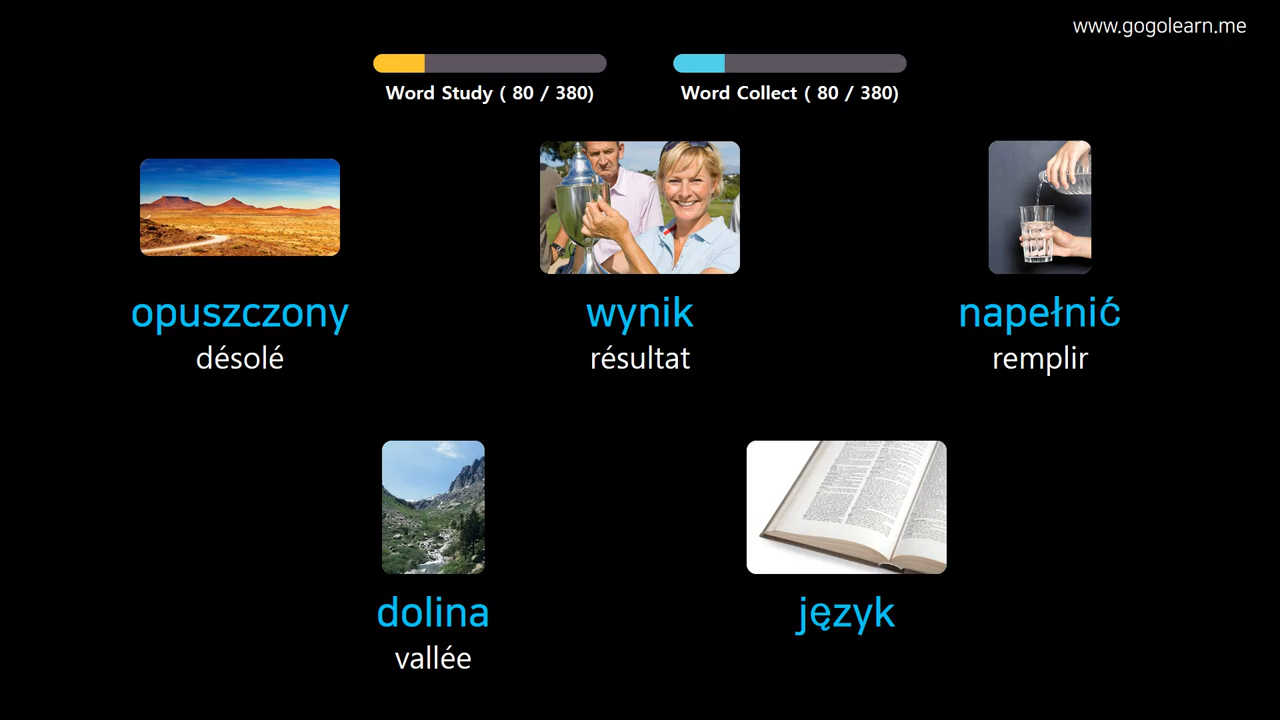 www.gogolearn.me
Word Study ( 80 / 380)
Word Collect ( 80 / 380)
opuszczony
désolé
wynik
résultat
napełnić
remplir
dolina
vallée
język